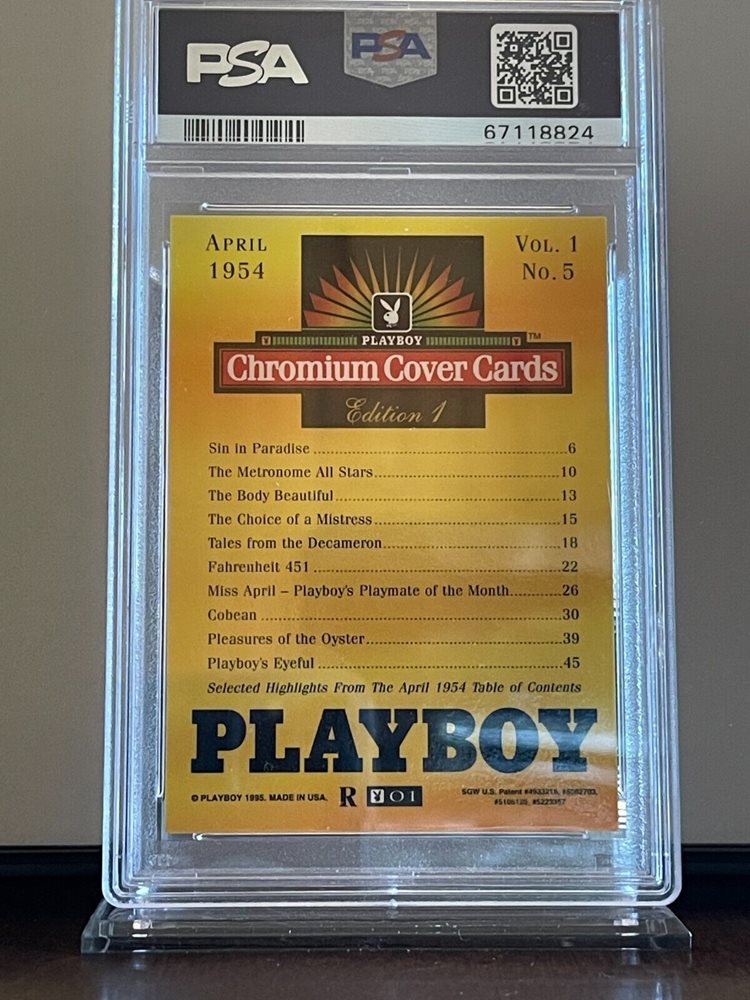 PSA
PSA
67118824
APRIL
1954
VOL. 1
NO. 5
PLAYBOY
TM
Chromium Cover Cards
Edition 1
Sin in Paradise ........ 6
The Metronome All Stars ........ 10
The Body Beautiful ........ 13
The Choice of a Mistress ........ 15
Tales from the Decameron ........ 18
Fahrenheit 451 ........ 22
Miss April – Playboy's Playmate of the Month ........ 26
Cobean ........ 30
Pleasures of the Oyster ........ 39
Playboy's Eyeful ........ 45
Selected Highlights From The April 1954 Table of Contents
PLAYBOY
© PLAYBOY 1995. MADE IN USA. R 01
SGW U.S. Patent